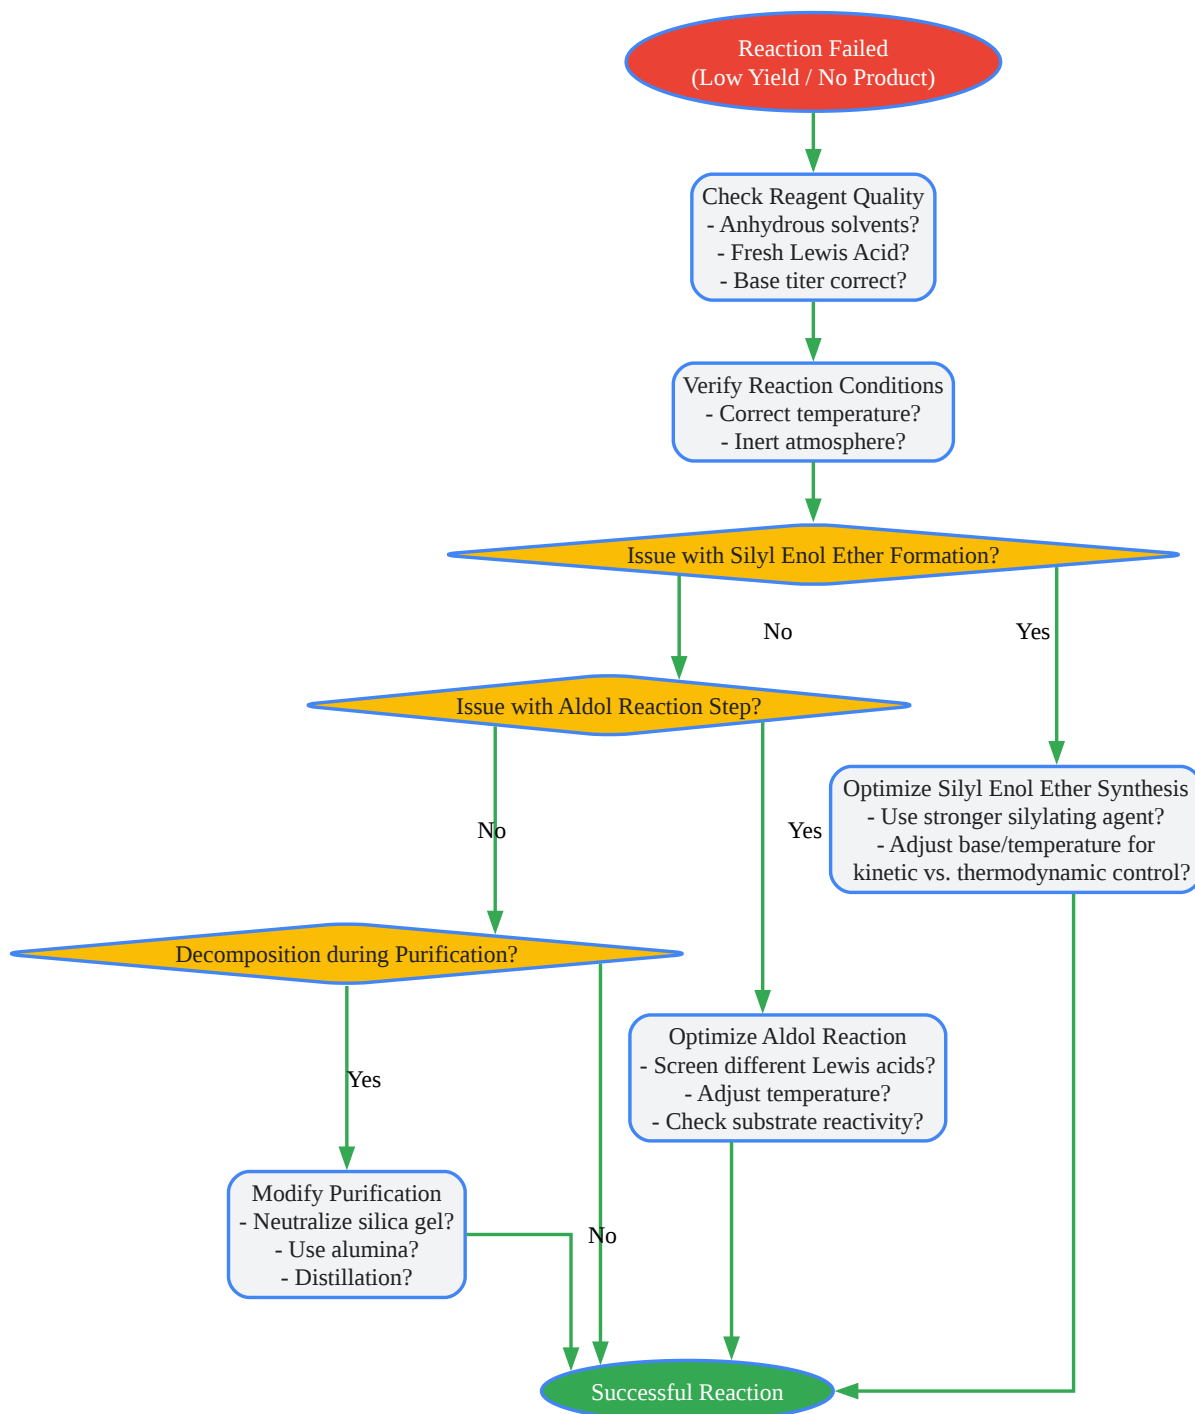 Reaction Failed
(Low Yield / No Product)
Check Reagent Quality
- Anhydrous solvents?
- Fresh Lewis Acid?
- Base titer correct?
Verify Reaction Conditions
- Correct temperature?
- Inert atmosphere?
Issue with Silyl Enol Ether Formation?
No
Yes
Issue with Aldol Reaction Step?
Optimize Silyl Enol Ether Synthesis
- Use stronger silylating agent?
- Adjust base/temperature for
kinetic vs. thermodynamic control?
No
Yes
Decomposition during Purification?
Optimize Aldol Reaction
- Screen different Lewis acids?
- Adjust temperature?
- Check substrate reactivity?
Yes
Modify Purification
- Neutralize silica gel?
- Use alumina?
- Distillation?
No
Successful Reaction